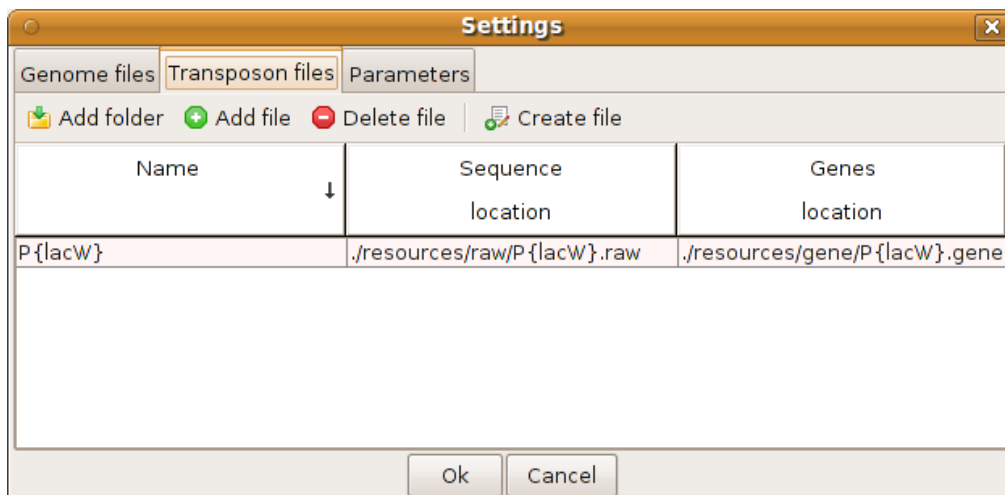 Settings
Genome files Transposon files Parameters
Add folder Add file Delete file Create file
Name Sequence location Genes location
P{lacW} ./resources/raw/P{lacW}.raw ./resources/gene/P{lacW}.gene
Ok Cancel